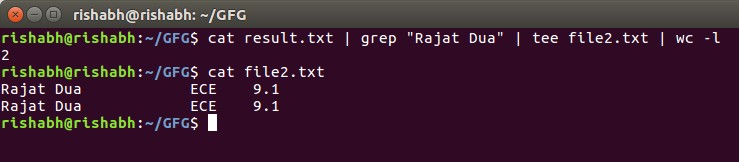 rishabh@rishabh: ~/GFG
rishabh@rishabh:~/GFG$ cat result.txt | grep "Rajat Dua" | tee file2.txt | wc -l
2
rishabh@rishabh:~/GFG$ cat file2.txt
Rajat Dua            ECE    9.1
Rajat Dua            ECE    9.1
rishabh@rishabh:~/GFG$